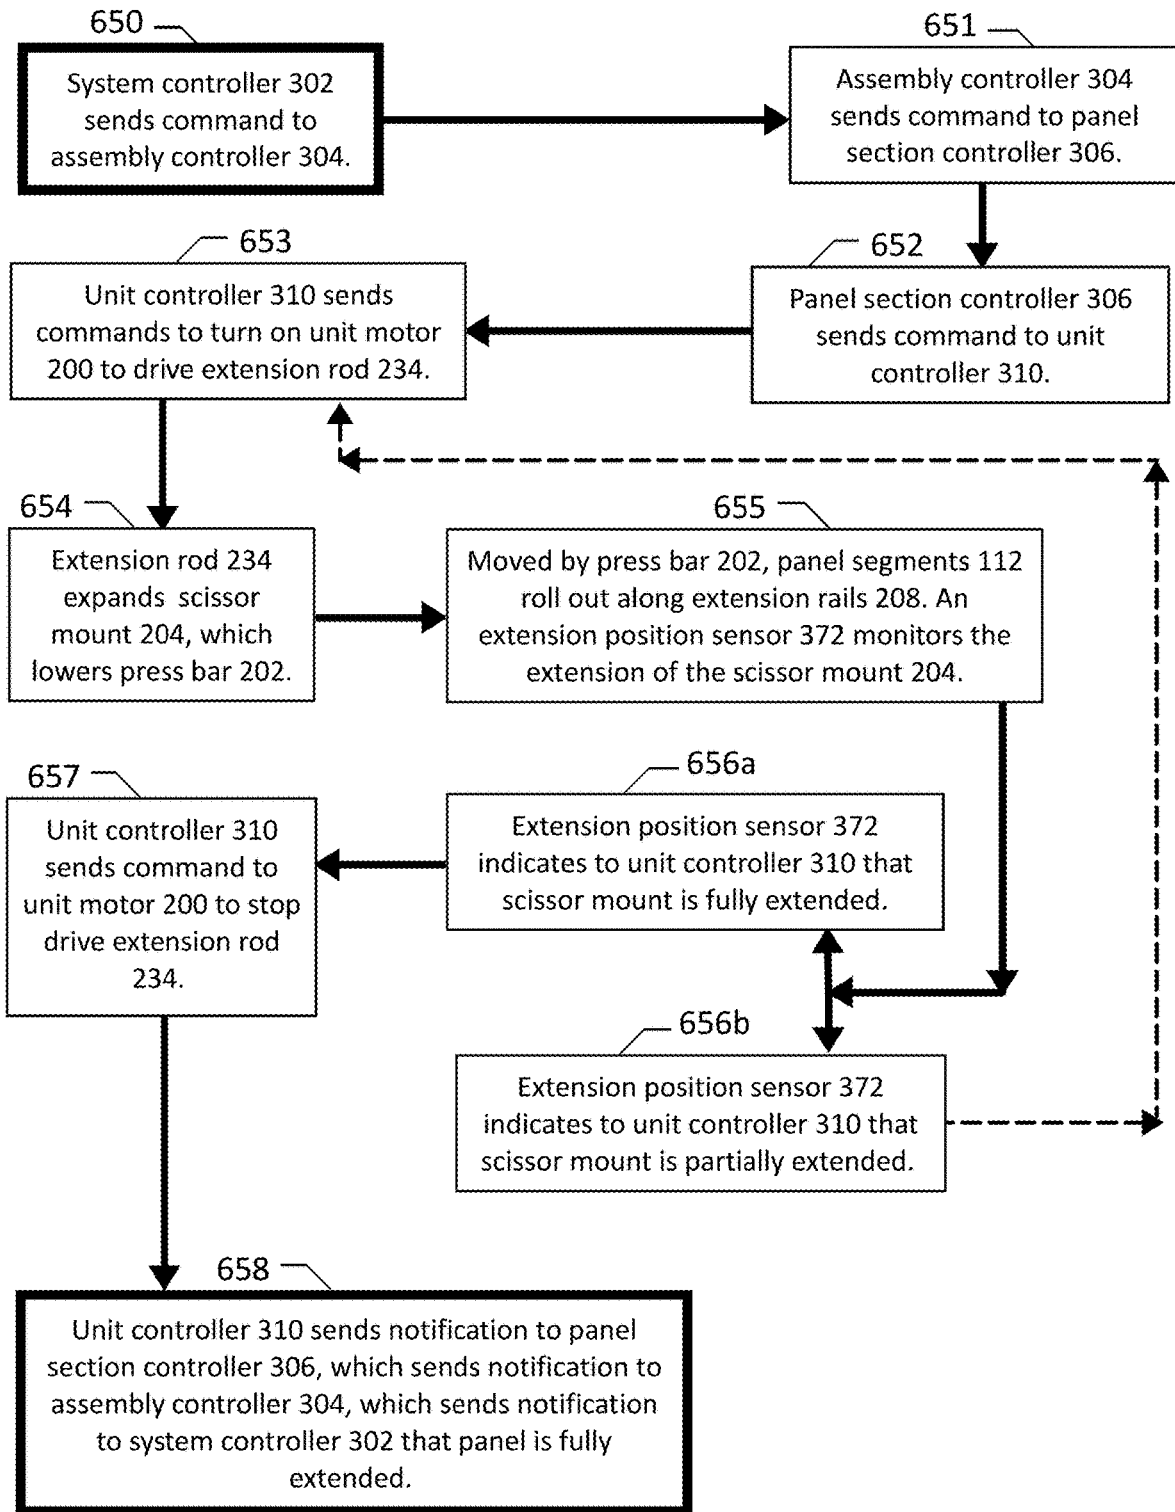 650
System controller 302
sends command to
assembly controller 304.
651
Assembly controller 304
sends command to panel
section controller 306.
652
Panel section controller 306
sends command to unit
controller 310.
653
Unit controller 310 sends
commands to turn on unit motor
200 to drive extension rod 234.
654
Extension rod 234
expands scissor
mount 204, which
lowers press bar 202.
655
Moved by press bar 202, panel segments 112
roll out along extension rails 208. An
extension position sensor 372 monitors the
extension of the scissor mount 204.
656a
Extension position sensor 372
indicates to unit controller 310 that
scissor mount is fully extended.
656b
Extension position sensor 372
indicates to unit controller 310 that
scissor mount is partially extended.
657
Unit controller 310
sends command to
unit motor 200 to stop
drive extension rod
234.
658
Unit controller 310 sends notification to panel
section controller 306, which sends notification to
assembly controller 304, which sends notification
to system controller 302 that panel is fully
extended.